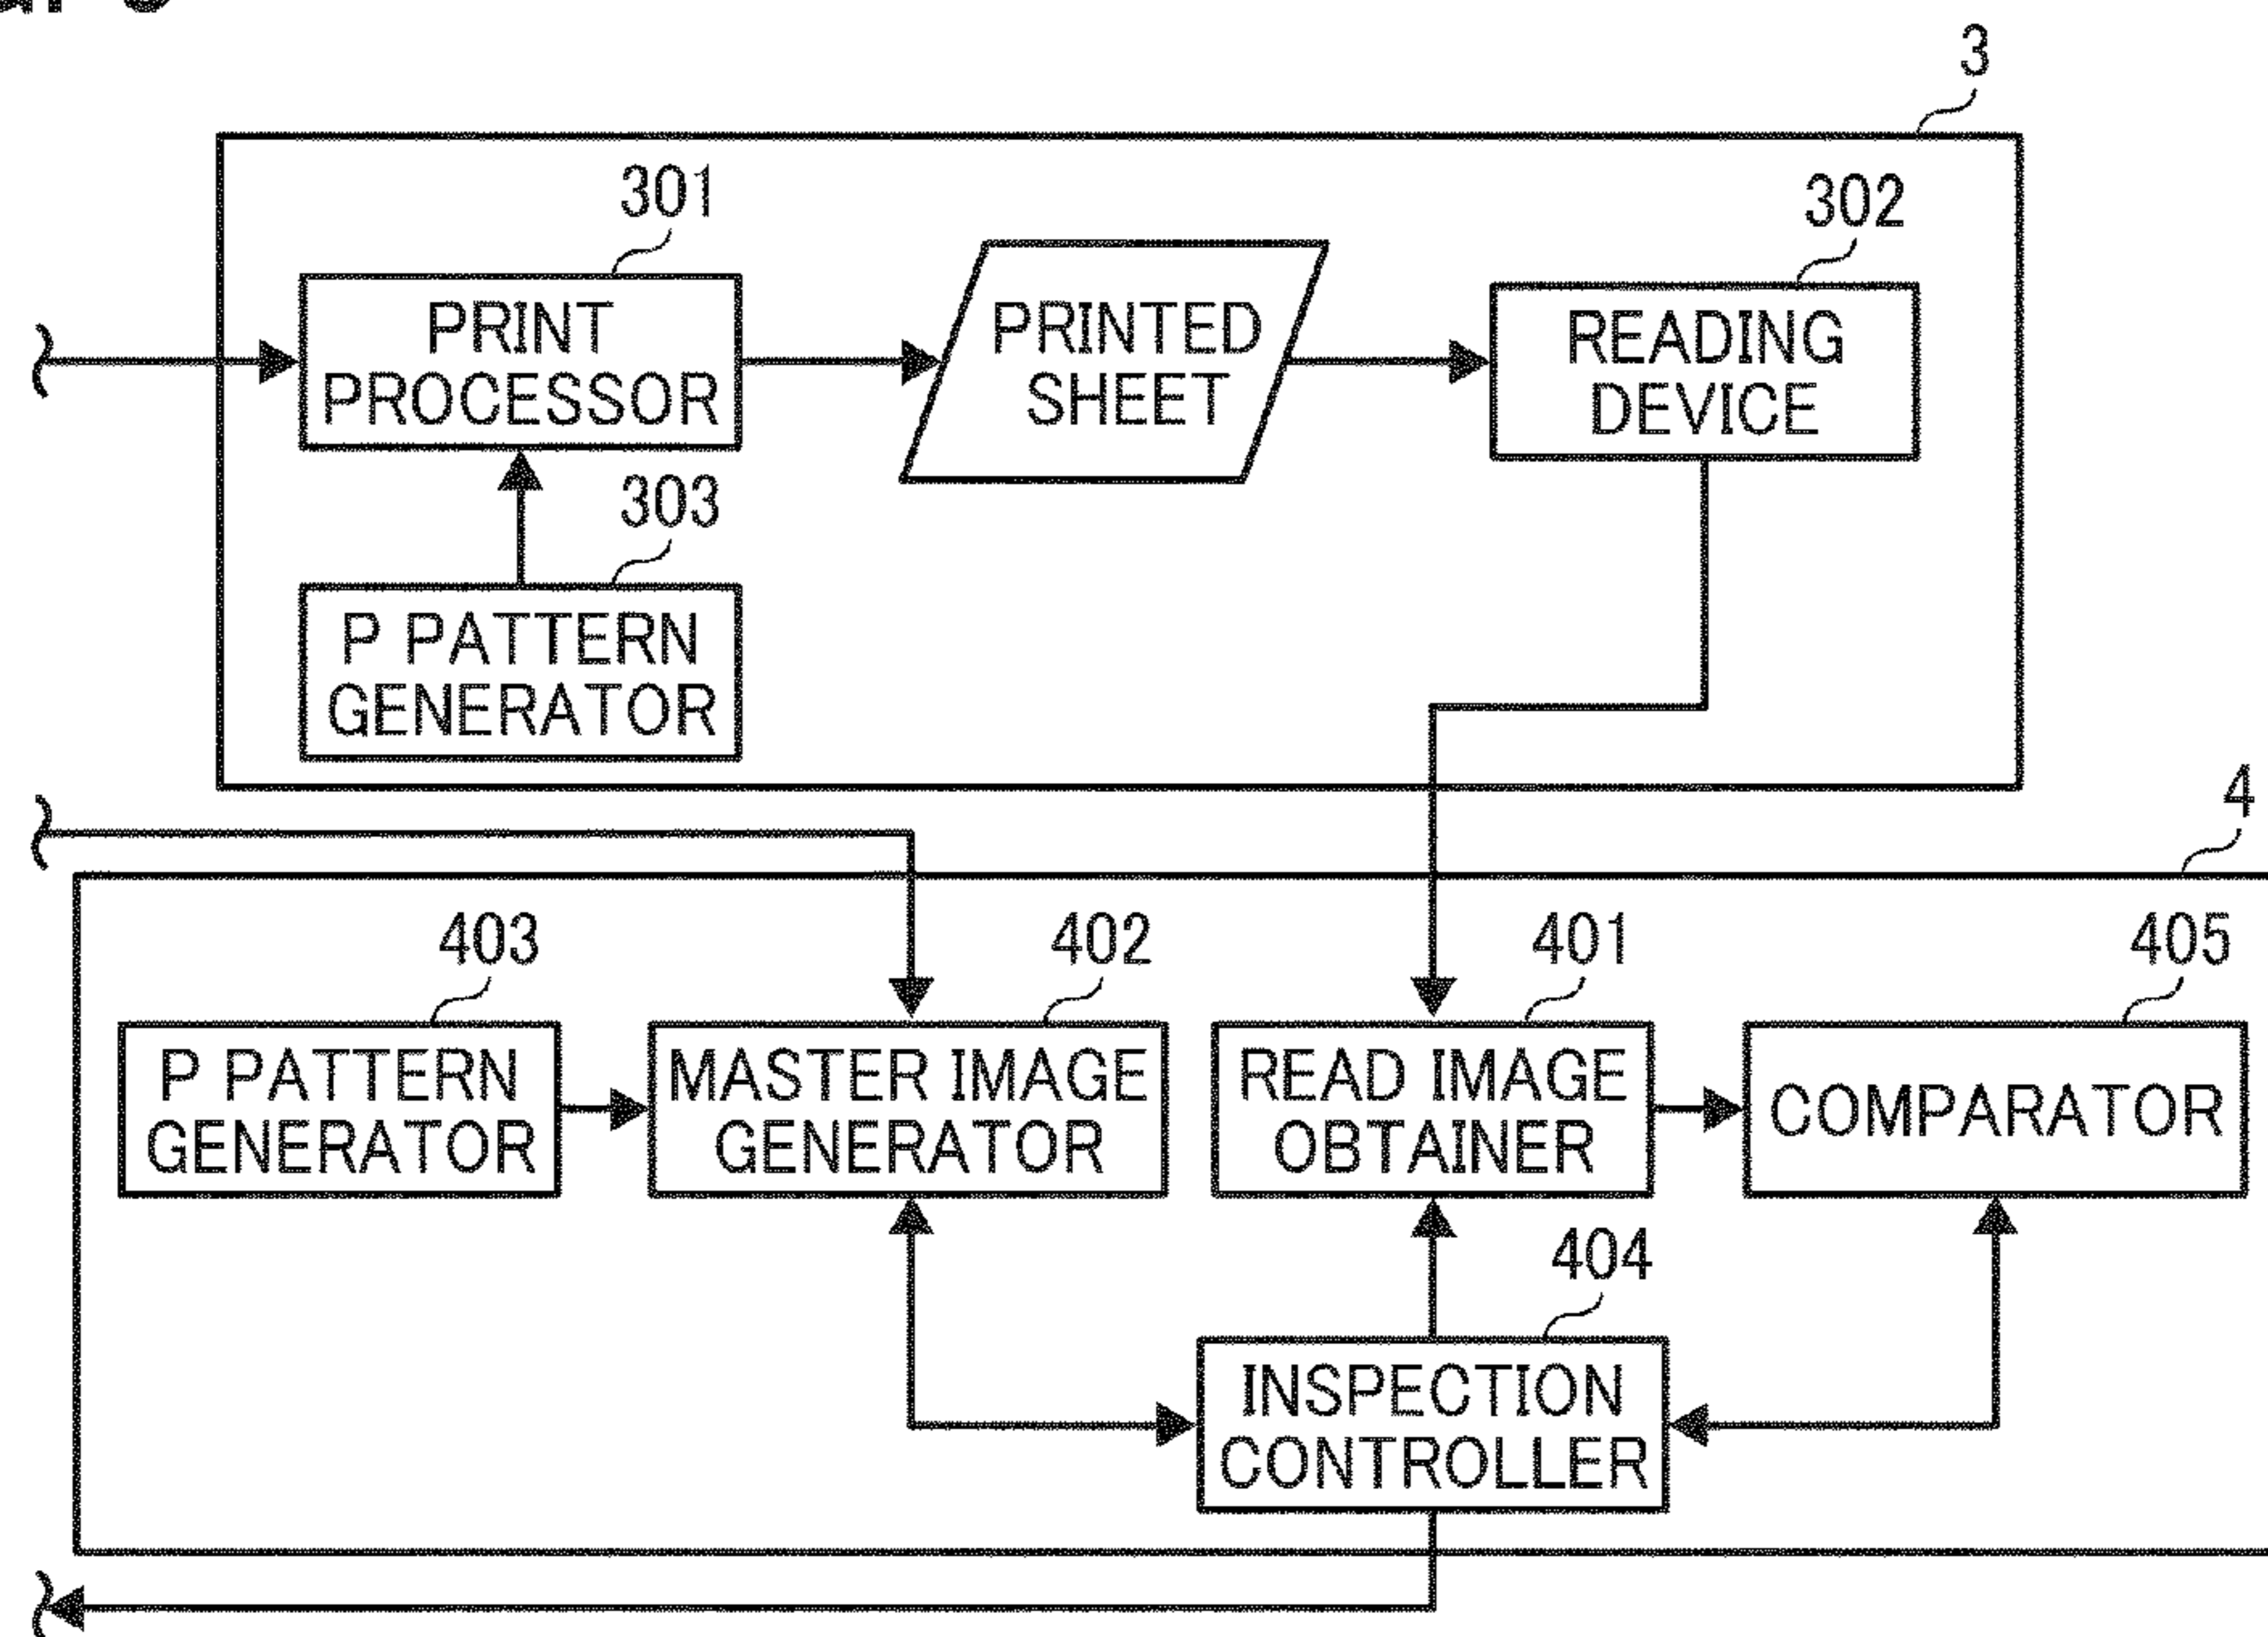 3
301
302
PRINT
PROCESSOR
PRINTED
SHEET
READING
DEVICE
303
P PATTERN
GENERATOR
4
403
402
401
405
P PATTERN
GENERATOR
MASTER IMAGE
GENERATOR
READ IMAGE
OBTAINER
COMPARATOR
404
INSPECTION
CONTROLLER